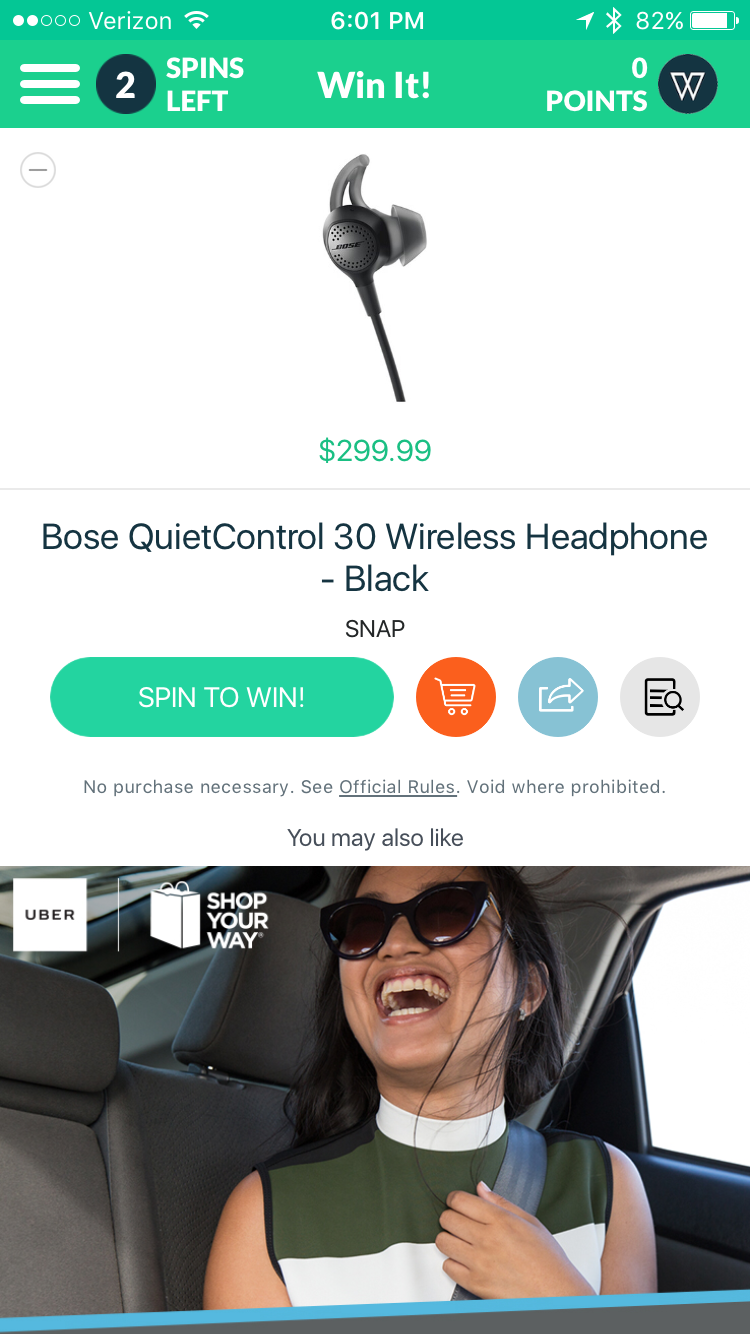 Verizon 6:01 PM 82%
2 SPINS LEFT Win It! 0 POINTS W
BOSE
$299.99
Bose QuietControl 30 Wireless Headphone
- Black
SNAP
SPIN TO WIN!
No purchase necessary. See Official Rules. Void where prohibited.
You may also like
UBER
SHOP
YOUR
WAY®